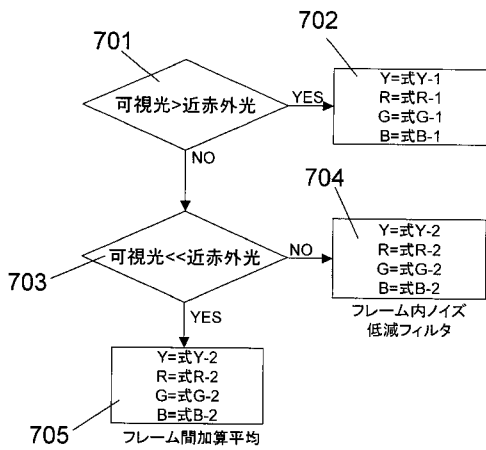 701
可視光>近赤外光
YES
NO
702
Y=式Y-1
R=式R-1
G=式G-1
B=式B-1
703
可視光<<近赤外光
NO
YES
704
Y=式Y-2
R=式R-2
G=式G-2
B=式B-2
フレーム内ノイズ
低減フィルタ
Y=式Y-2
R=式R-2
G=式G-2
B=式B-2
705
フレーム間加算平均